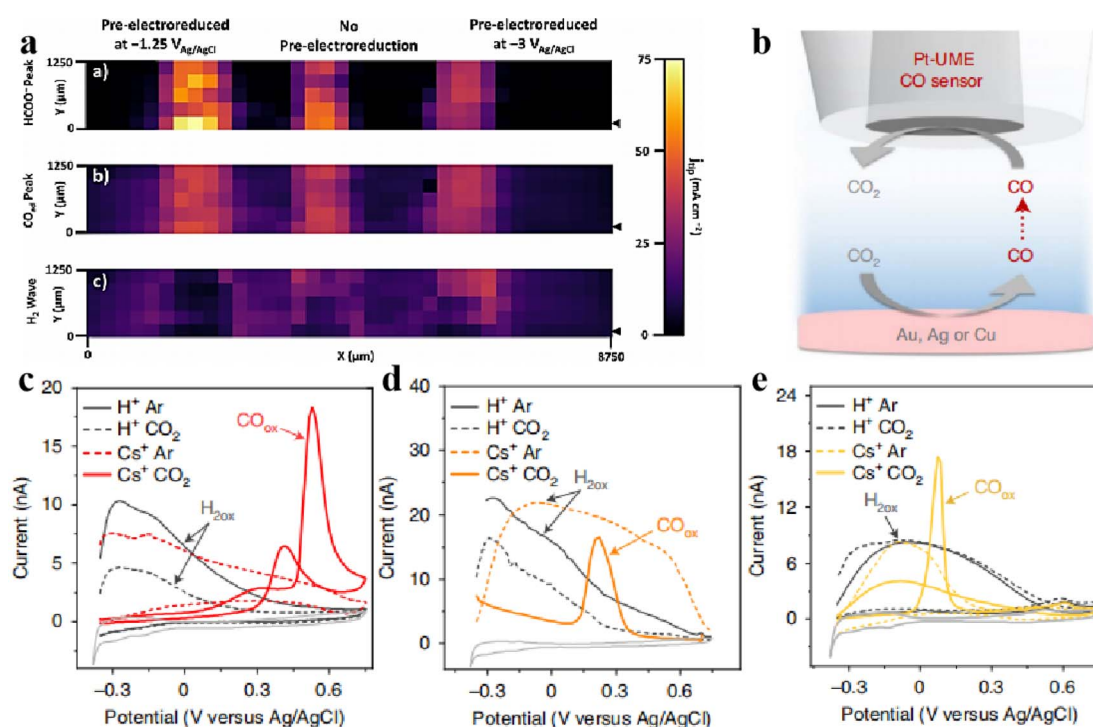 a
Pre-electroreduced
at −1.25 V_Ag/AgCl
No
Pre-electroreduction
Pre-electroreduced
at −3 V_Ag/AgCl
a)
HCOO⁻ Peak
Y (µm)
1250
0
b)
CO_ad Peak
Y (µm)
1250
0
c)
H₂ Wave
Y (µm)
1250
0
0
X (µm)
8750
75
50
25
0
j_tip (mA cm⁻²)
b
Pt-UME
CO sensor
CO₂
CO
CO₂
CO
Au, Ag or Cu
c
Current (nA)
20
15
10
5
0
H⁺ Ar
H⁺ CO₂
Cs⁺ Ar
Cs⁺ CO₂
CO_ox
H_2ox
−0.3
0
0.3
0.6
Potential (V versus Ag/AgCl)
d
Current (nA)
40
30
20
10
0
H⁺ Ar
H⁺ CO₂
Cs⁺ Ar
Cs⁺ CO₂
H_2ox
CO_ox
−0.3
0
0.3
0.6
Potential (V versus Ag/AgCl)
e
Current (nA)
24
18
12
6
0
H⁺ Ar
H⁺ CO₂
Cs⁺ Ar
Cs⁺ CO₂
H_2ox
CO_ox
−0.3
0
0.3
0.6
Potential (V versus Ag/AgCl)